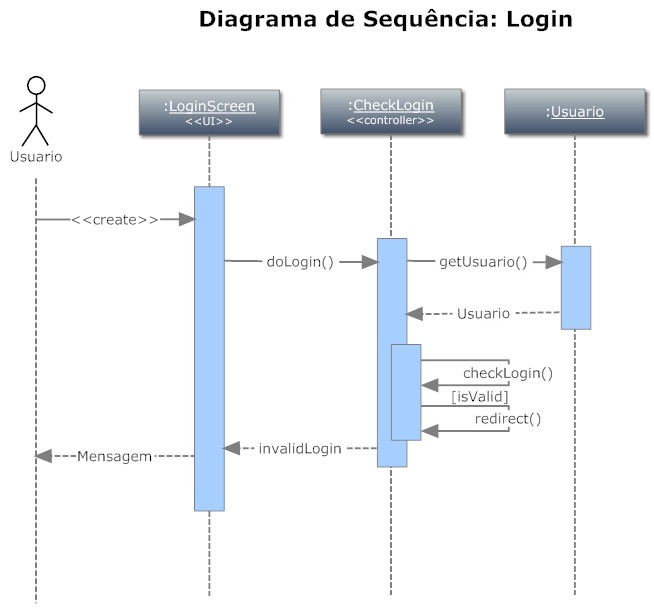 Diagrama de Sequência: Login
:LoginScreen
<<UI>>
:CheckLogin
<<controller>>
:Usuario
Usuario
<<create>>
doLogin()
getUsuario()
Usuario
checkLogin()
[isValid]
redirect()
invalidLogin
Mensagem